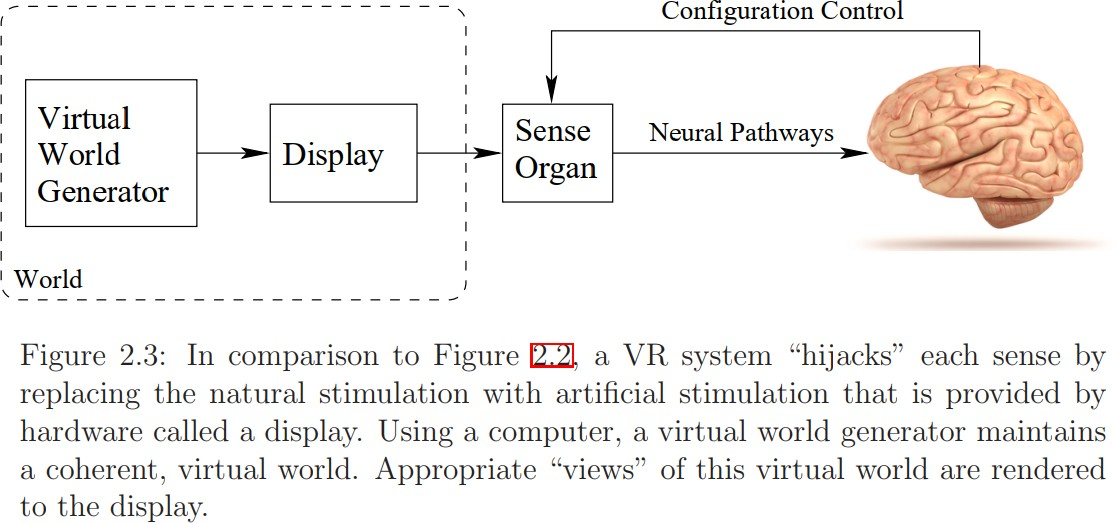 Configuration Control
Virtual
World
Generator
Display
Sense
Organ
Neural Pathways
World
Figure 2.3: In comparison to Figure 2.2, a VR system “hijacks” each sense by
replacing the natural stimulation with artificial stimulation that is provided by
hardware called a display. Using a computer, a virtual world generator maintains
a coherent, virtual world. Appropriate “views” of this virtual world are rendered
to the display.